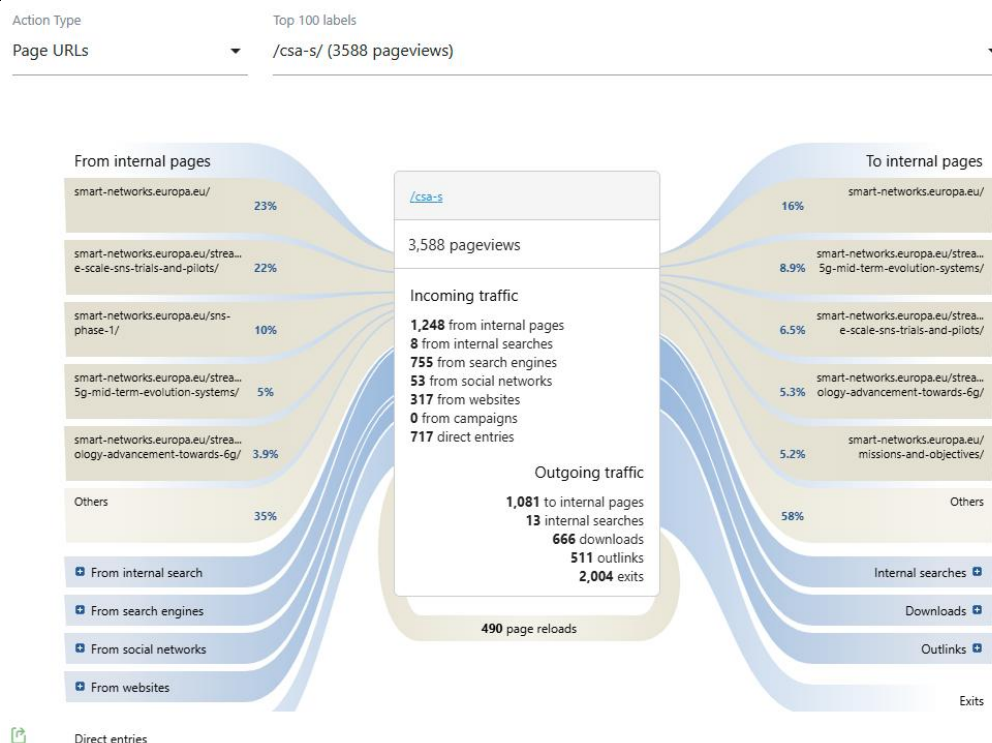 Action Type
Top 100 labels
Page URLs
/csa-s/ (3588 pageviews)
From internal pages
smart-networks.europa.eu/
23%
smart-networks.europa.eu/strea...
e-scale-sns-trials-and-pilots/
22%
smart-networks.europa.eu/sns-
phase-1/
10%
smart-networks.europa.eu/strea...
5g-mid-term-evolution-systems/
5%
smart-networks.europa.eu/strea...
ology-advancement-towards-6g/
3.9%
Others
35%
From internal search
From search engines
From social networks
From websites
Direct entries
/csa-s
3,588 pageviews
Incoming traffic
1,248 from internal pages
8 from internal searches
755 from search engines
53 from social networks
317 from websites
0 from campaigns
717 direct entries
Outgoing traffic
1,081 to internal pages
13 internal searches
666 downloads
511 outlinks
2,004 exits
490 page reloads
To internal pages
smart-networks.europa.eu/
16%
smart-networks.europa.eu/strea...
5g-mid-term-evolution-systems/
8.9%
smart-networks.europa.eu/strea...
e-scale-sns-trials-and-pilots/
6.5%
smart-networks.europa.eu/strea...
ology-advancement-towards-6g/
5.3%
smart-networks.europa.eu/
missions-and-objectives/
5.2%
Others
58%
Internal searches
Downloads
Outlinks
Exits